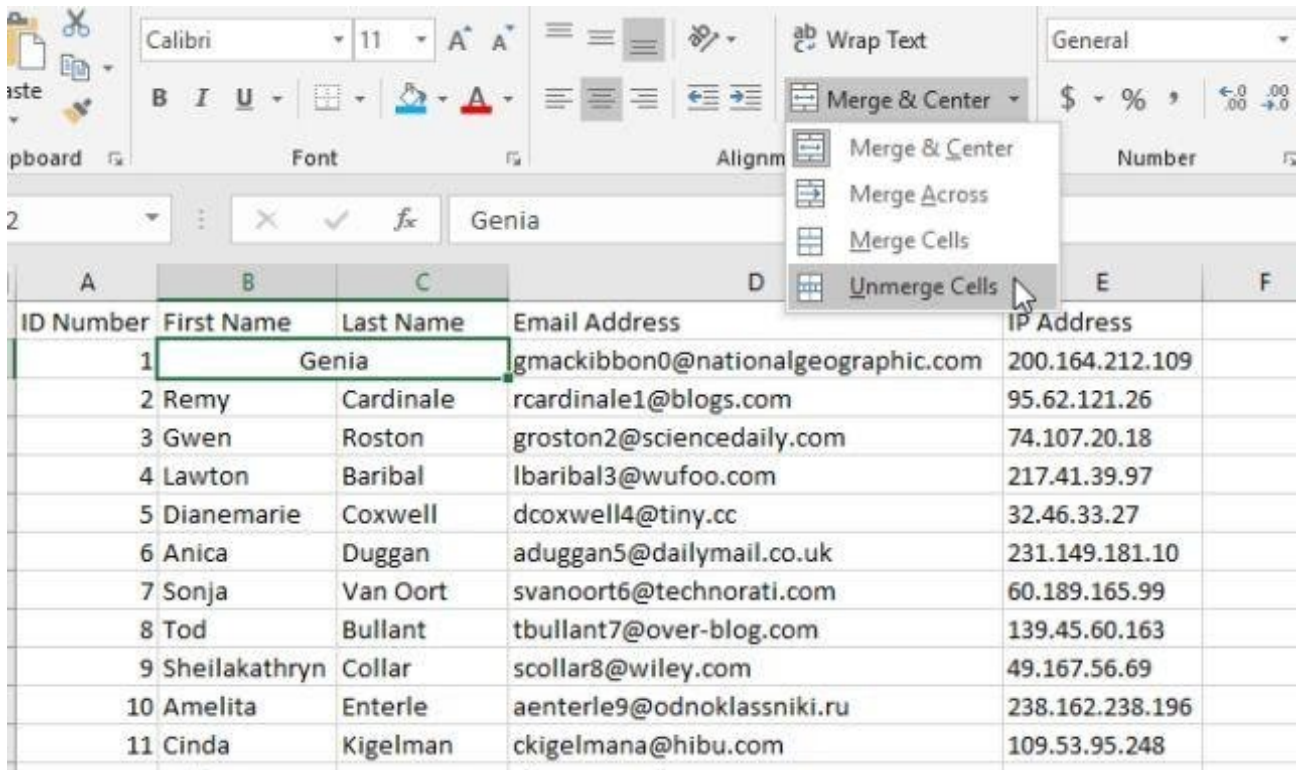 aste
Calibri 11 A A ab Wrap Text General
B I U A Merge & Center $ % , .0 .00 .00 .0
pboard Font Alignm Number
Merge & Center
Merge Across
Merge Cells
Unmerge Cells
2 fx Genia
A B C D E F
ID Number First Name Last Name Email Address IP Address
1 Genia gmackibbon0@nationalgeographic.com 200.164.212.109
2 Remy Cardinale rcardinale1@blogs.com 95.62.121.26
3 Gwen Roston groston2@sciencedaily.com 74.107.20.18
4 Lawton Baribal lbaribal3@wufoo.com 217.41.39.97
5 Dianemarie Coxwell dcoxwell4@tiny.cc 32.46.33.27
6 Anica Duggan aduggan5@dailymail.co.uk 231.149.181.10
7 Sonja Van Oort svanoort6@technorati.com 60.189.165.99
8 Tod Bullant tbullant7@over-blog.com 139.45.60.163
9 Sheilakathryn Collar scollar8@wiley.com 49.167.56.69
10 Amelita Enterle aenterle9@odnoklassniki.ru 238.162.238.196
11 Cinda Kigelman ckigelmana@hibu.com 109.53.95.248